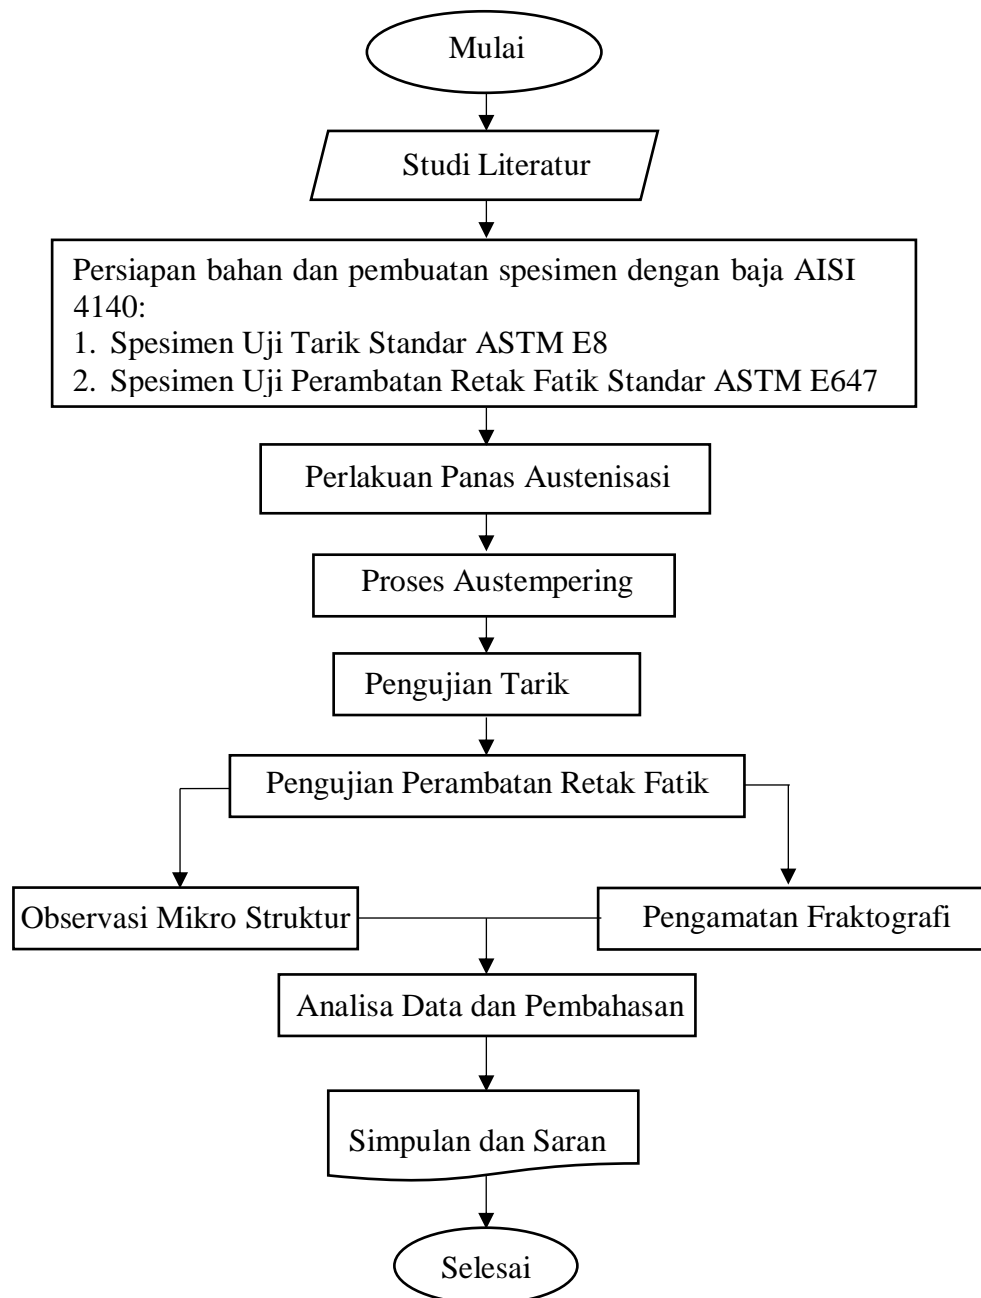 Mulai
Studi Literatur
Persiapan bahan dan pembuatan spesimen dengan baja AISI
4140:
1. Spesimen Uji Tarik Standar ASTM E8
2. Spesimen Uji Perambatan Retak Fatik Standar ASTM E647
Perlakuan Panas Austenisasi
Proses Austempering
Pengujian Tarik
Pengujian Perambatan Retak Fatik
Observasi Mikro Struktur
Pengamatan Fraktografi
Analisa Data dan Pembahasan
Simpulan dan Saran
Selesai